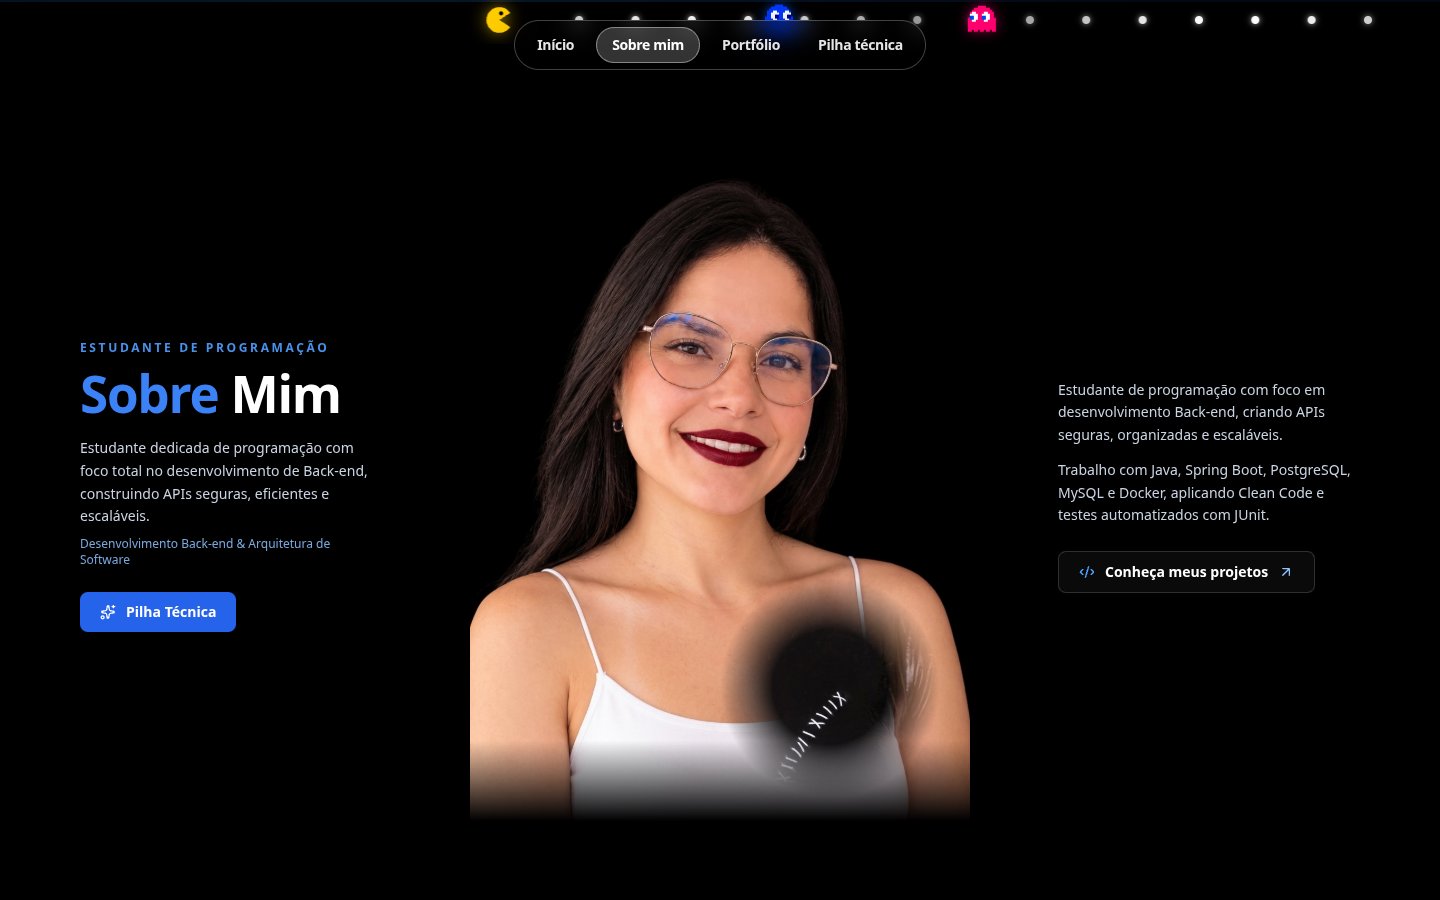 Início
Sobre mim
Portfólio
Pilha técnica
ESTUDANTE DE PROGRAMAÇÃO
Sobre Mim
Estudante dedicada de programação com
foco total no desenvolvimento de Back-end,
construindo APIs seguras, eficientes e
escaláveis.
Desenvolvimento Back-end & Arquitetura de
Software
Pilha Técnica
Estudante de programação com foco em
desenvolvimento Back-end, criando APIs
seguras, organizadas e escaláveis.
Trabalho com Java, Spring Boot, PostgreSQL,
MySQL e Docker, aplicando Clean Code e
testes automatizados com JUnit.
Conheça meus projetos